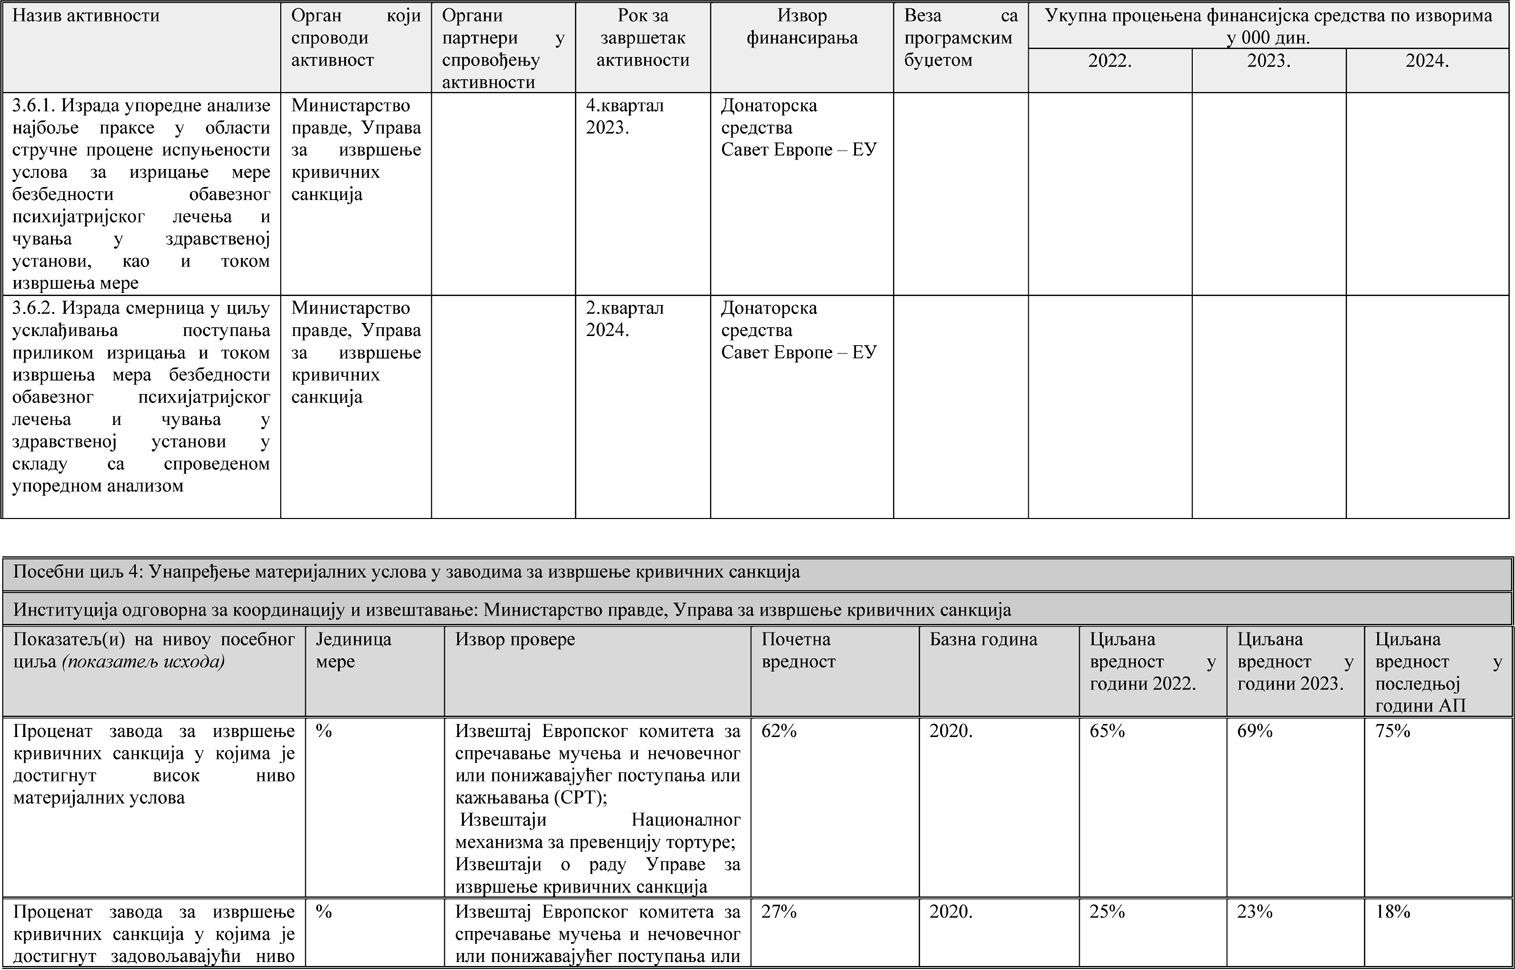 Назив активности
Орган који
спроводи
активност
Органи
партнери у
спровођењу
активности
Рок за
завршетак
активности
Извор
финансирања
Веза са
програмским
буџетом
Укупна процењена финансијска средства по изворима
у 000 дин.
2022.
2023.
2024.
3.6.1. Израда упоредне анализе
најбоље праксе у области
стручне процене испуњености
услова за изрицање мере
безбедности обавезног
психијатријског лечења и
чувања у здравственој
установи, као и током
извршења мере
Министарство
правде, Управа
за извршење
кривичних
санкција
4.квартал
2023.
Донаторска
средства
Савет Европе – ЕУ
3.6.2. Израда смерница у циљу
усклађивања поступања
приликом изрицања и током
извршења мера безбедности
обавезног психијатријског
лечења и чувања у
здравственој установи у
складу са спроведеном
упоредном анализом
Министарство
правде, Управа
за извршење
кривичних
санкција
2.квартал
2024.
Донаторска
средства
Савет Европе – ЕУ
Посебни циљ 4: Унапређење материјалних услова у заводима за извршење кривичних санкција
Институција одговорна за координацију и извештавање: Министарство правде, Управа за извршење кривичних санкција
Показатељ(и) на нивоу посебног
циља (показатељ исхода)
Јединица
мере
Извор провере
Почетна
вредност
Базна година
Циљана
вредност у
години 2022.
Циљана
вредност у
години 2023.
Циљана
вредност у
последњој
години АП
Проценат завода за извршење
кривичних санкција у којима је
достигнут висок ниво
материјалних услова
%
Извештај Европског комитета за
спречавање мучења и нечовечног
или понижавајућег поступања или
кажњавања (CPT);
Извештаји Националног
механизма за превенцију тортуре;
Извештаји о раду Управе за
извршење кривичних санкција
62%
2020.
65%
69%
75%
Проценат завода за извршење
кривичних санкција у којима је
достигнут задовољавајући ниво
%
Извештај Европског комитета за
спречавање мучења и нечовечног
или понижавајућег поступања или
27%
2020.
25%
23%
18%